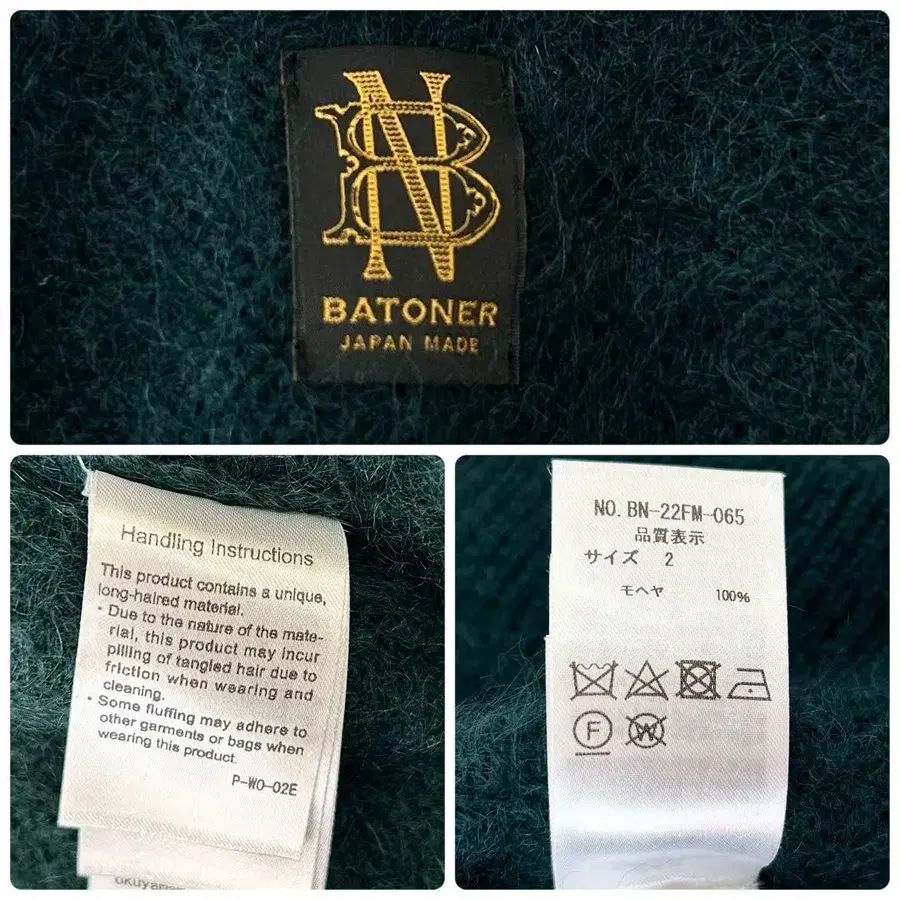 BN
BATONER
JAPAN MADE
Handling Instructions
This product contains a unique,
long-haired material.
・Due to the nature of the mate-
rial, this product may incur
pilling of tangled hair due to
friction when wearing and
cleaning.
・Some fluffing may adhere to
other garments or bags when
wearing this product.
P-WO-02E
NO. BN-22FM-065
品質表示
サイズ 2
モヘヤ 100%
F W